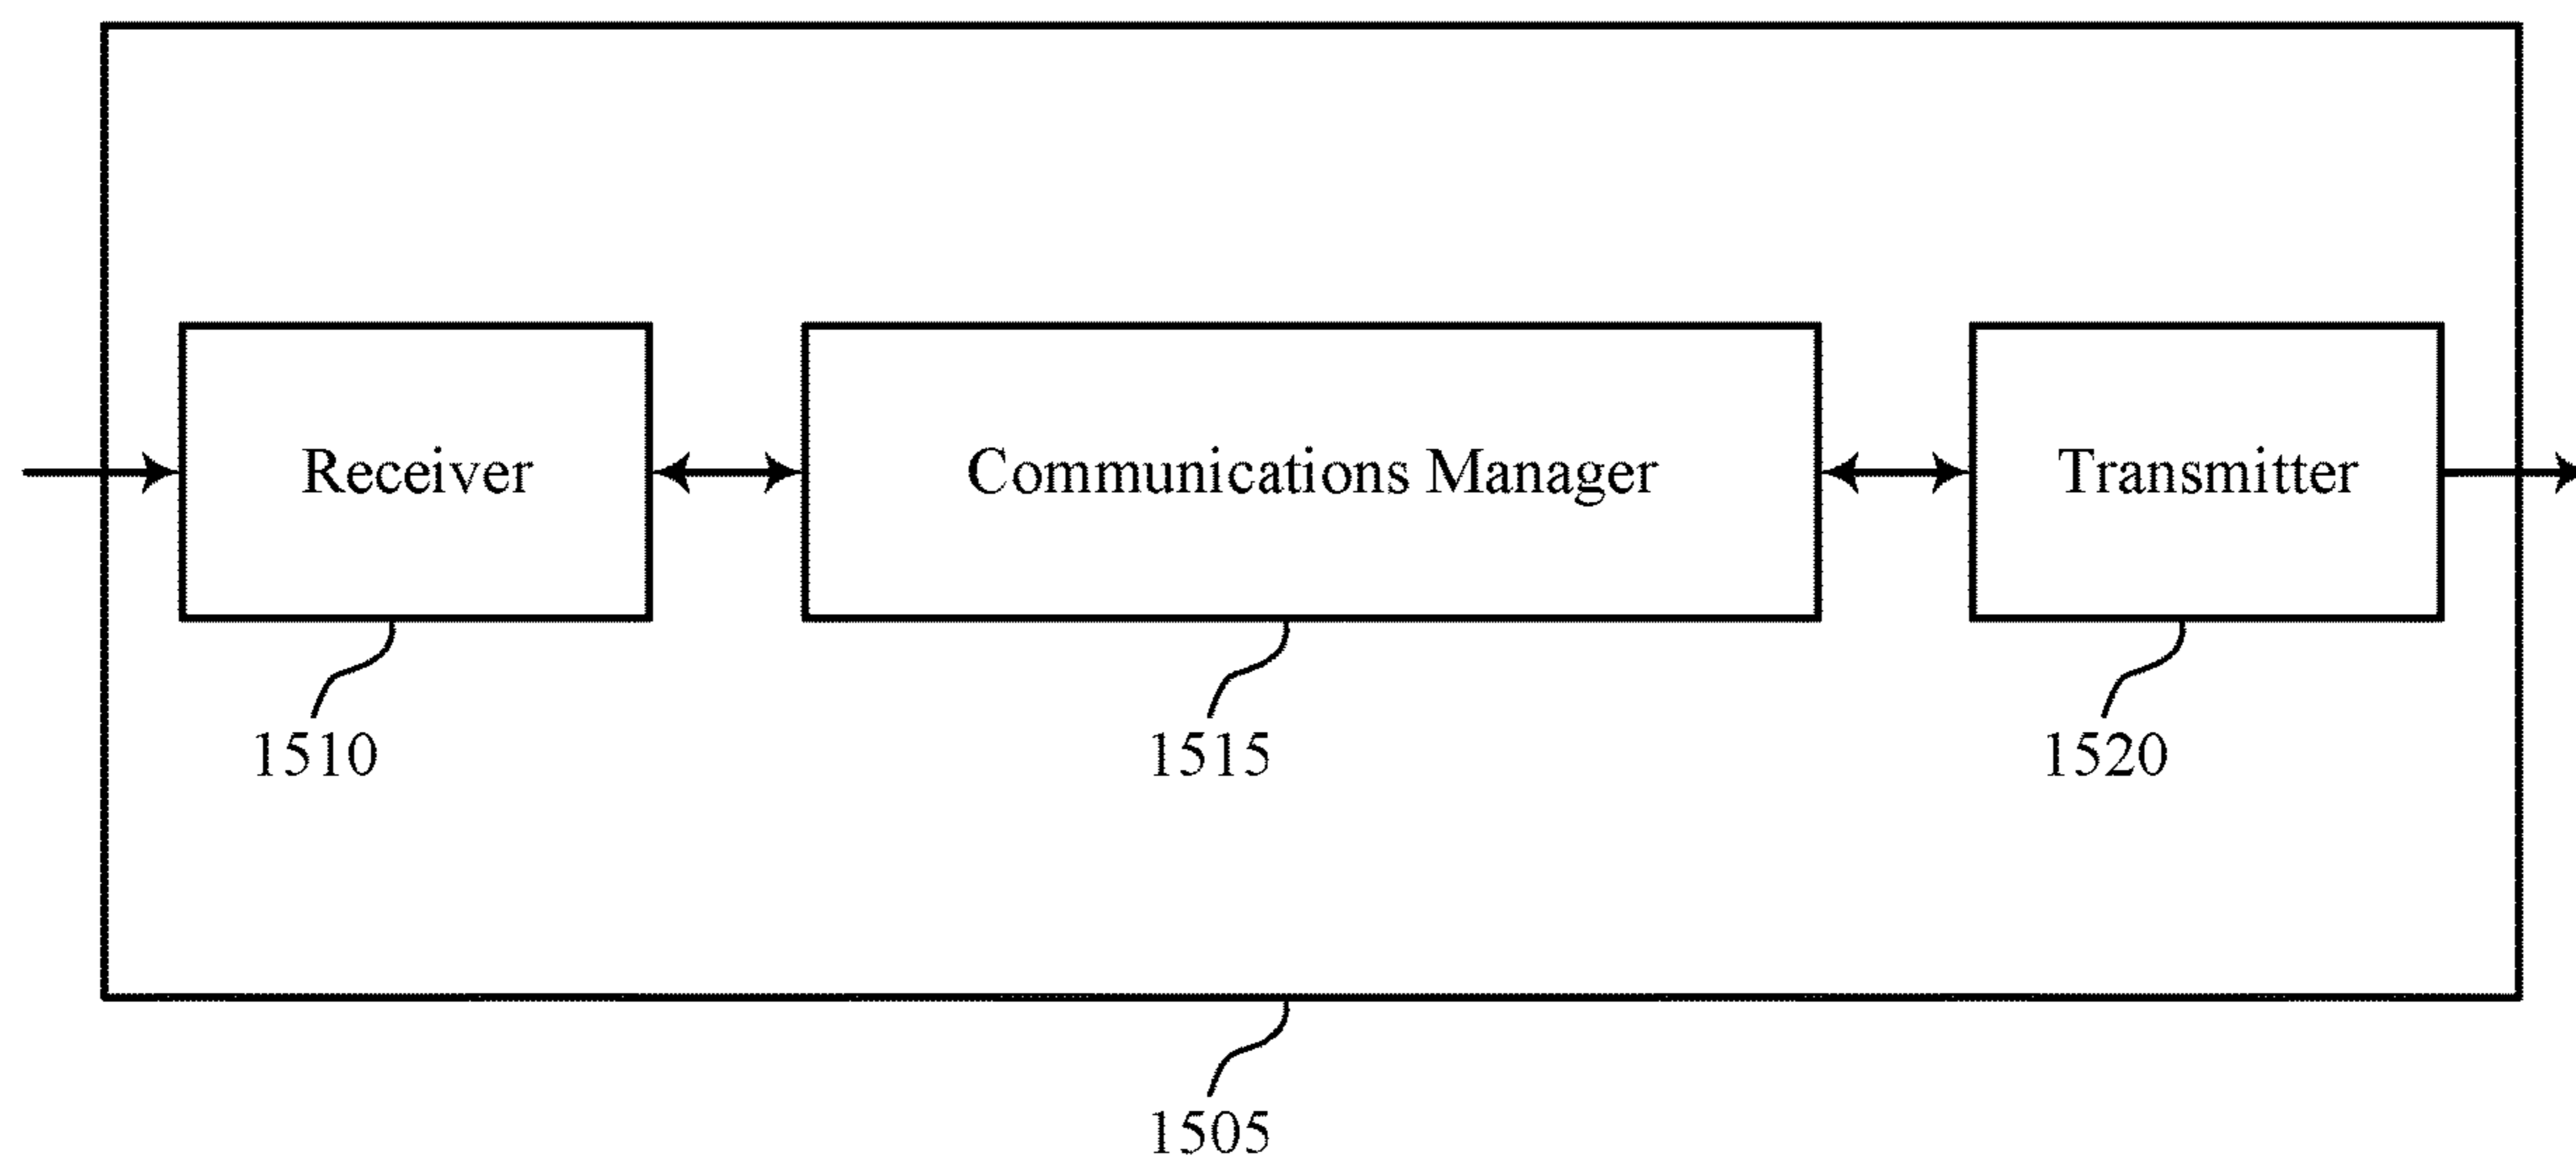 Receiver
Communications Manager
Transmitter
1510
1515
1520
1505